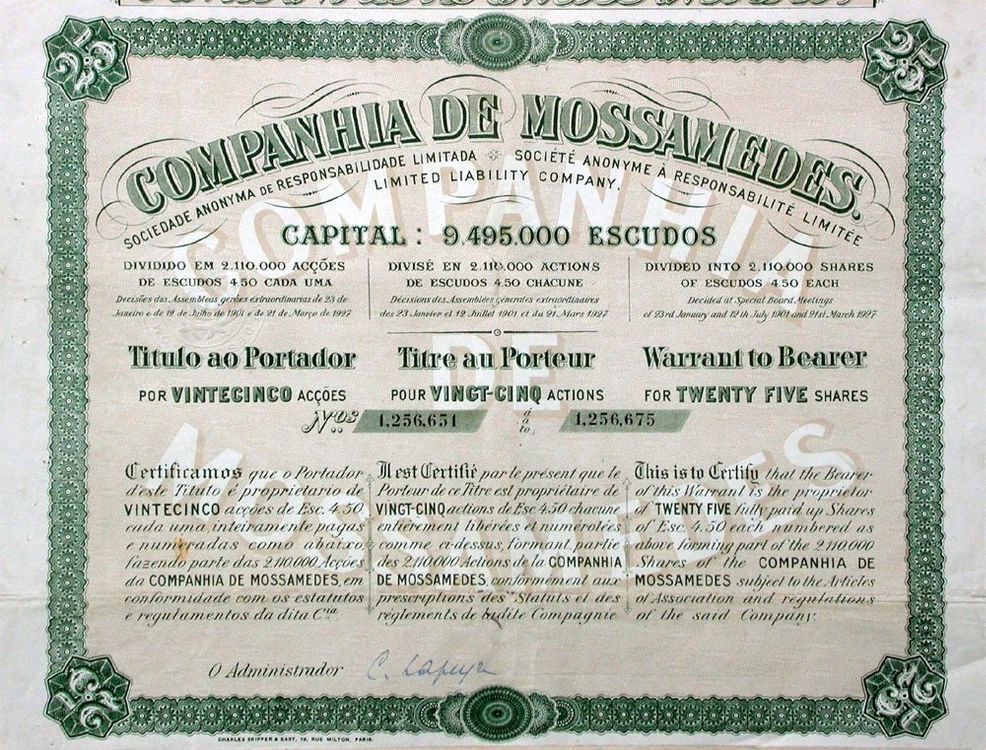 25 25
COMPANHIA DE MOSSAMEDES.
SOCIEDADE ANONYMA DE RESPONSABILIDADE LIMITADA SOCIÉTÉ ANONYME À RESPONSABILITÉ LIMITÉE
LIMITED LIABILITY COMPANY.
COMPANHIA
DE
MOSSAMEDES
CAPITAL : 9.495.000 ESCUDOS
DIVIDIDO EM 2.110.000 ACÇÕES
DE ESCUDOS 4.50 CADA UMA
Decisões das Assembleas geraes extraordinarias de 23 de
Janeiro e de 12 de Julho de 1901 e de 21 de Março de 1927
DIVISÉ EN 2.110.000 ACTIONS
DE ESCUDOS 4.50 CHACUNE
Décisions des Assemblées générales extraordinaires
des 23 Janvier et 12 Juillet 1901 et du 21 Mars 1927
DIVIDED INTO 2.110.000 SHARES
OF ESCUDOS 4.50 EACH
Decided at Special Board Meetings
of 23rd January and 12th July 1901 and 21st March 1927
Titulo ao Portador
POR VINTECINCO ACÇÕES
Titre au Porteur
POUR VINGT-CINQ ACTIONS
Warrant to Bearer
FOR TWENTY FIVE SHARES
Nos 1,256,651 á à to 1,256,675
Certificamos que o Portador
d'este Titulo é proprietario de
VINTECINCO acções de Esc. 4.50
cada uma inteiramente pagas
e numeradas como abaixo,
fazendo parte das 2.110.000 Acções
da COMPANHIA DE MOSSAMEDES, em
conformidade com os estatutos
e regulamentos da dita Cnia.
Il est Certifié par le présent que le
Porteur de ce Titre est propriétaire de
VINGT-CINQ actions de Esc. 4.50 chacune
entièrement libérées et numérotées
comme ci-dessus, formant partie
des 2.110.000 Actions de la COMPANHIA
DE MOSSAMEDES, conformément aux
prescriptions des Statuts et des
règlements de ladite Compagnie
This is to Certify that the Bearer
of this Warrant is the proprietor
of TWENTY FIVE fully paid up Shares
of Esc. 4.50 each numbered as
above forming part of the 2.110.000
Shares of the COMPANHIA DE
MOSSAMEDES subject to the Articles
of Association and regulations
of the said Company.
O Administrador
25 25
CHARLES SKIPPER & EAST, 79, RUE MILTON, PARIS.